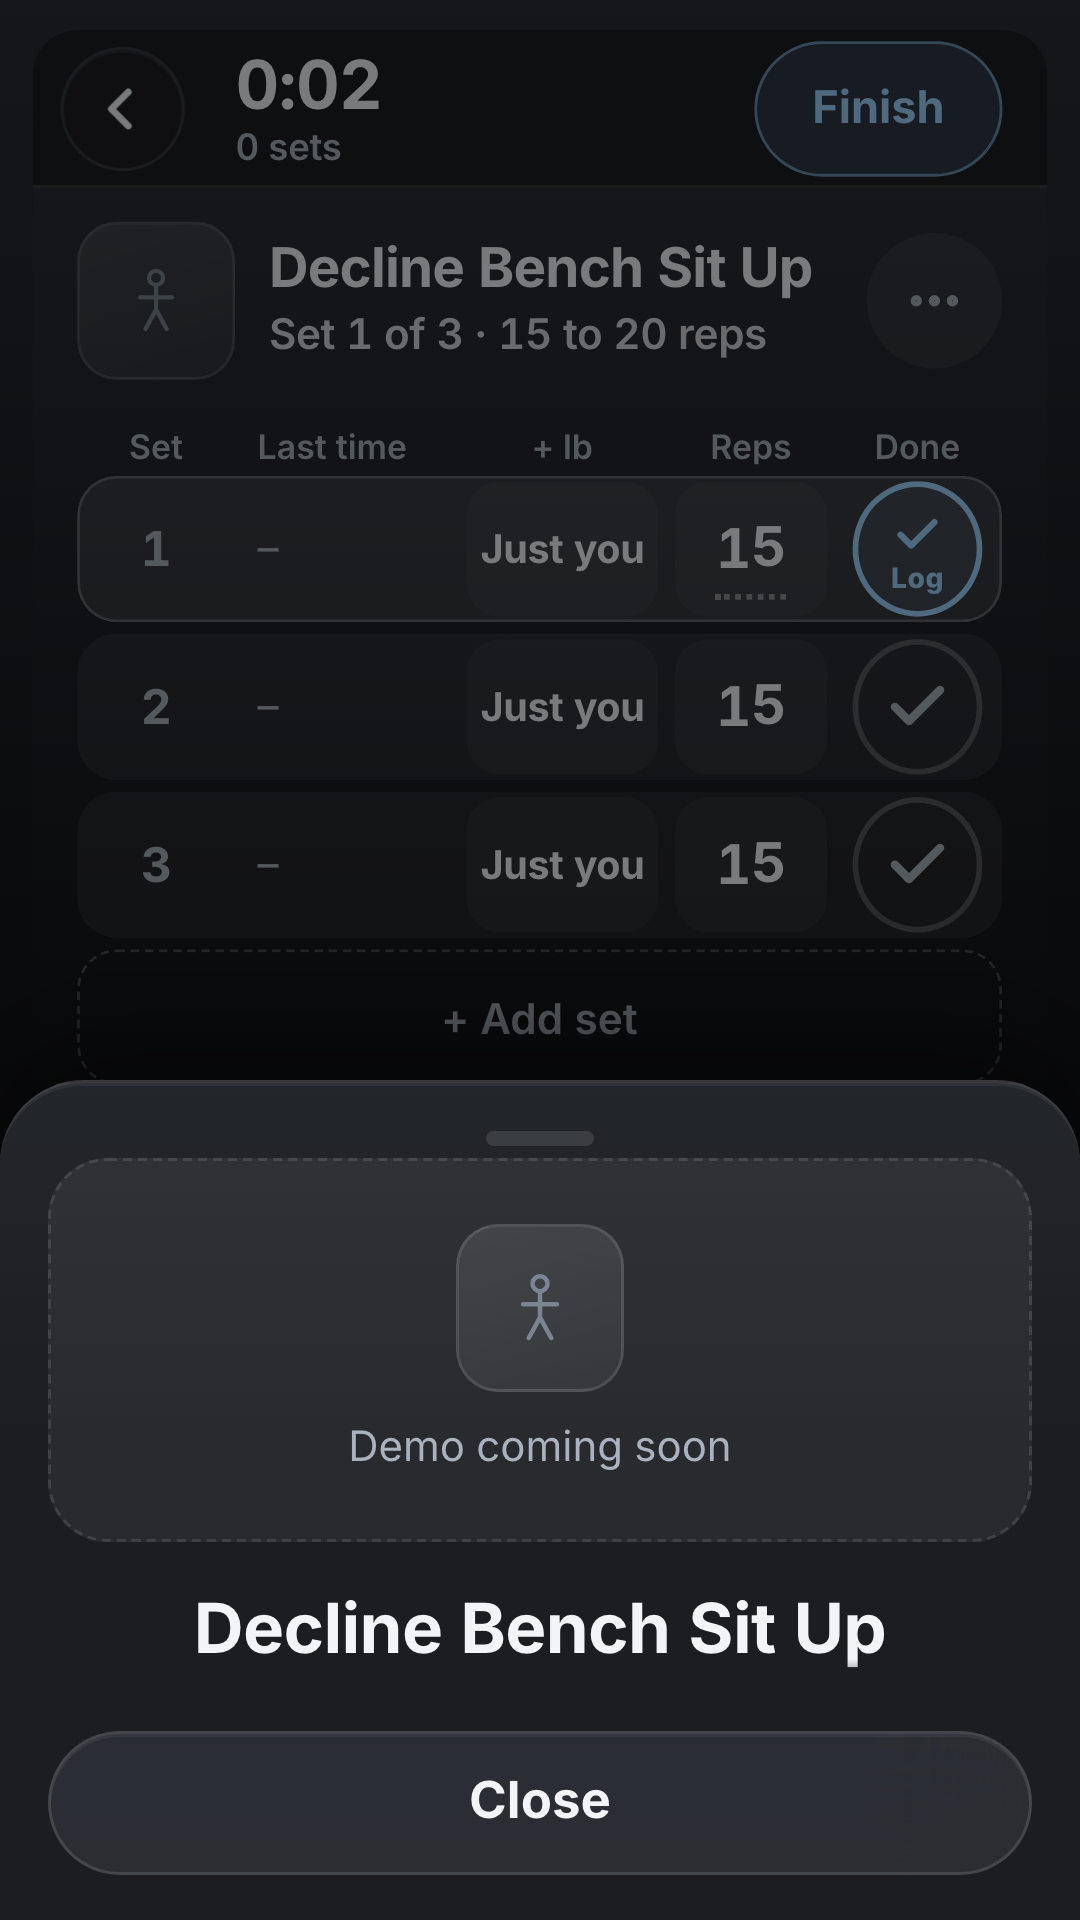 0:02
0 sets
Finish
Decline Bench Sit Up
Set 1 of 3 · 15 to 20 reps
Set Last time + lb Reps Done
1 – Just you 15 Log
2 – Just you 15
3 – Just you 15
+ Add set
Demo coming soon
Decline Bench Sit Up
Close